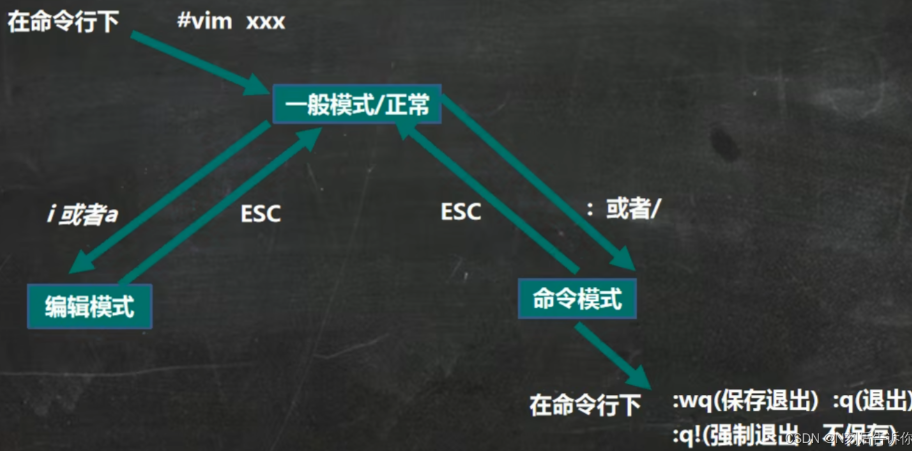 在命令行下 #vim xxx
一般模式/正常
i 或者a
ESC
ESC
: 或者/
编辑模式
命令模式
在命令行下 :wq(保存退出) :q(退出)
:q!(强制退出，不保存)
CSDN